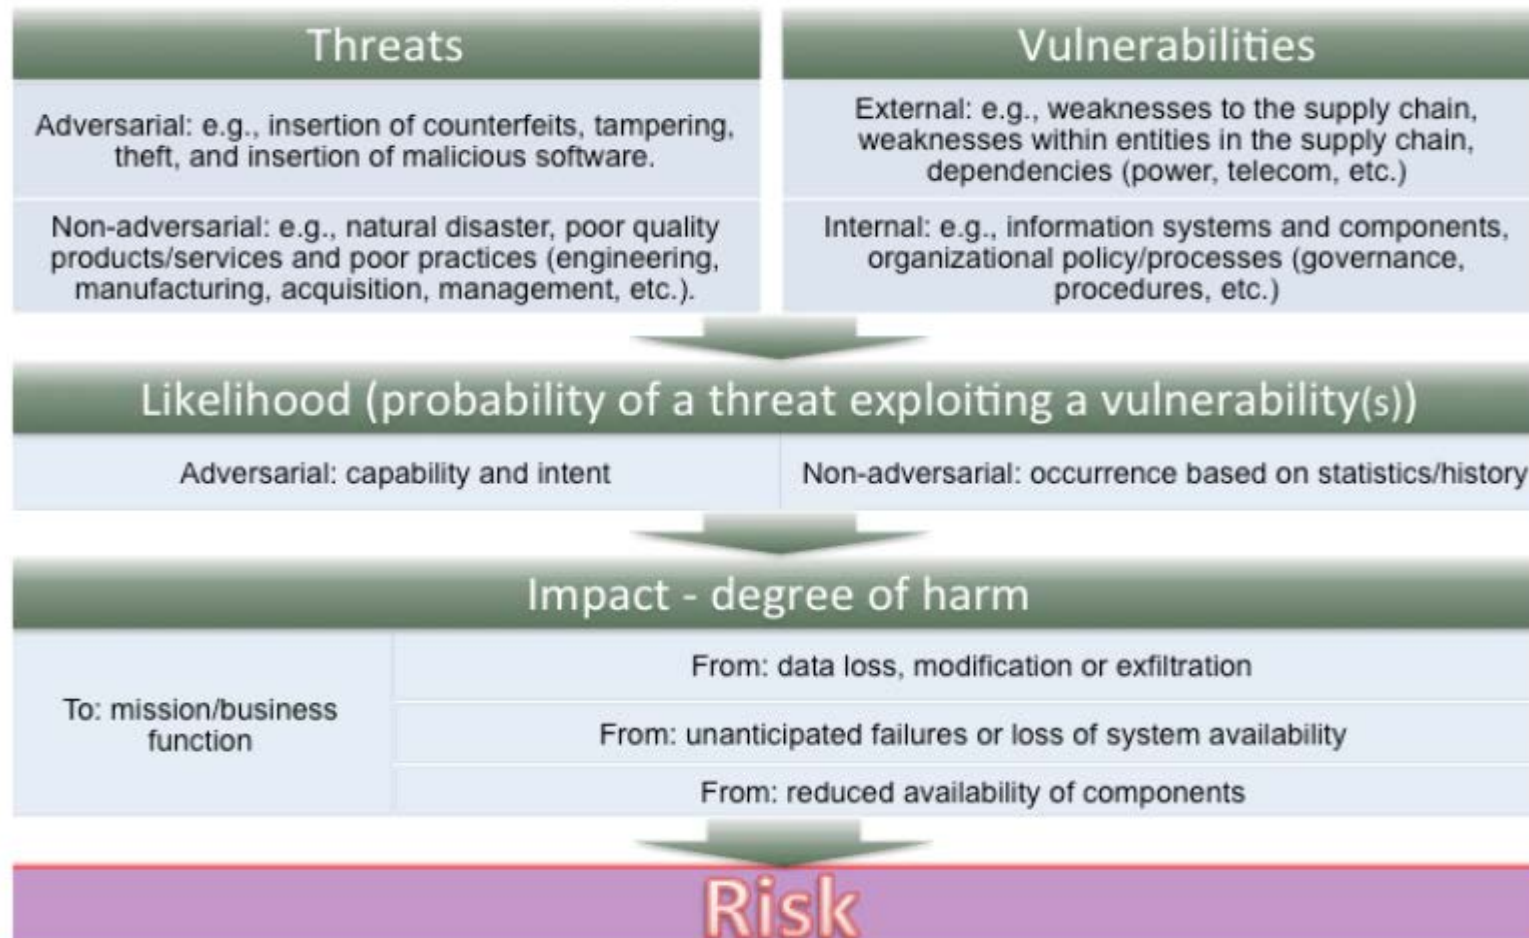 Threats
Adversarial: e.g., insertion of counterfeits, tampering,
theft, and insertion of malicious software.
Non-adversarial: e.g., natural disaster, poor quality
products/services and poor practices (engineering,
manufacturing, acquisition, management, etc.).
Vulnerabilities
External: e.g., weaknesses to the supply chain,
weaknesses within entities in the supply chain,
dependencies (power, telecom, etc.)
Internal: e.g., information systems and components,
organizational policy/processes (governance,
procedures, etc.)
Likelihood (probability of a threat exploiting a vulnerability(s))
Adversarial: capability and intent
Non-adversarial: occurrence based on statistics/history
Impact - degree of harm
To: mission/business
function
From: data loss, modification or exfiltration
From: unanticipated failures or loss of system availability
From: reduced availability of components
Risk